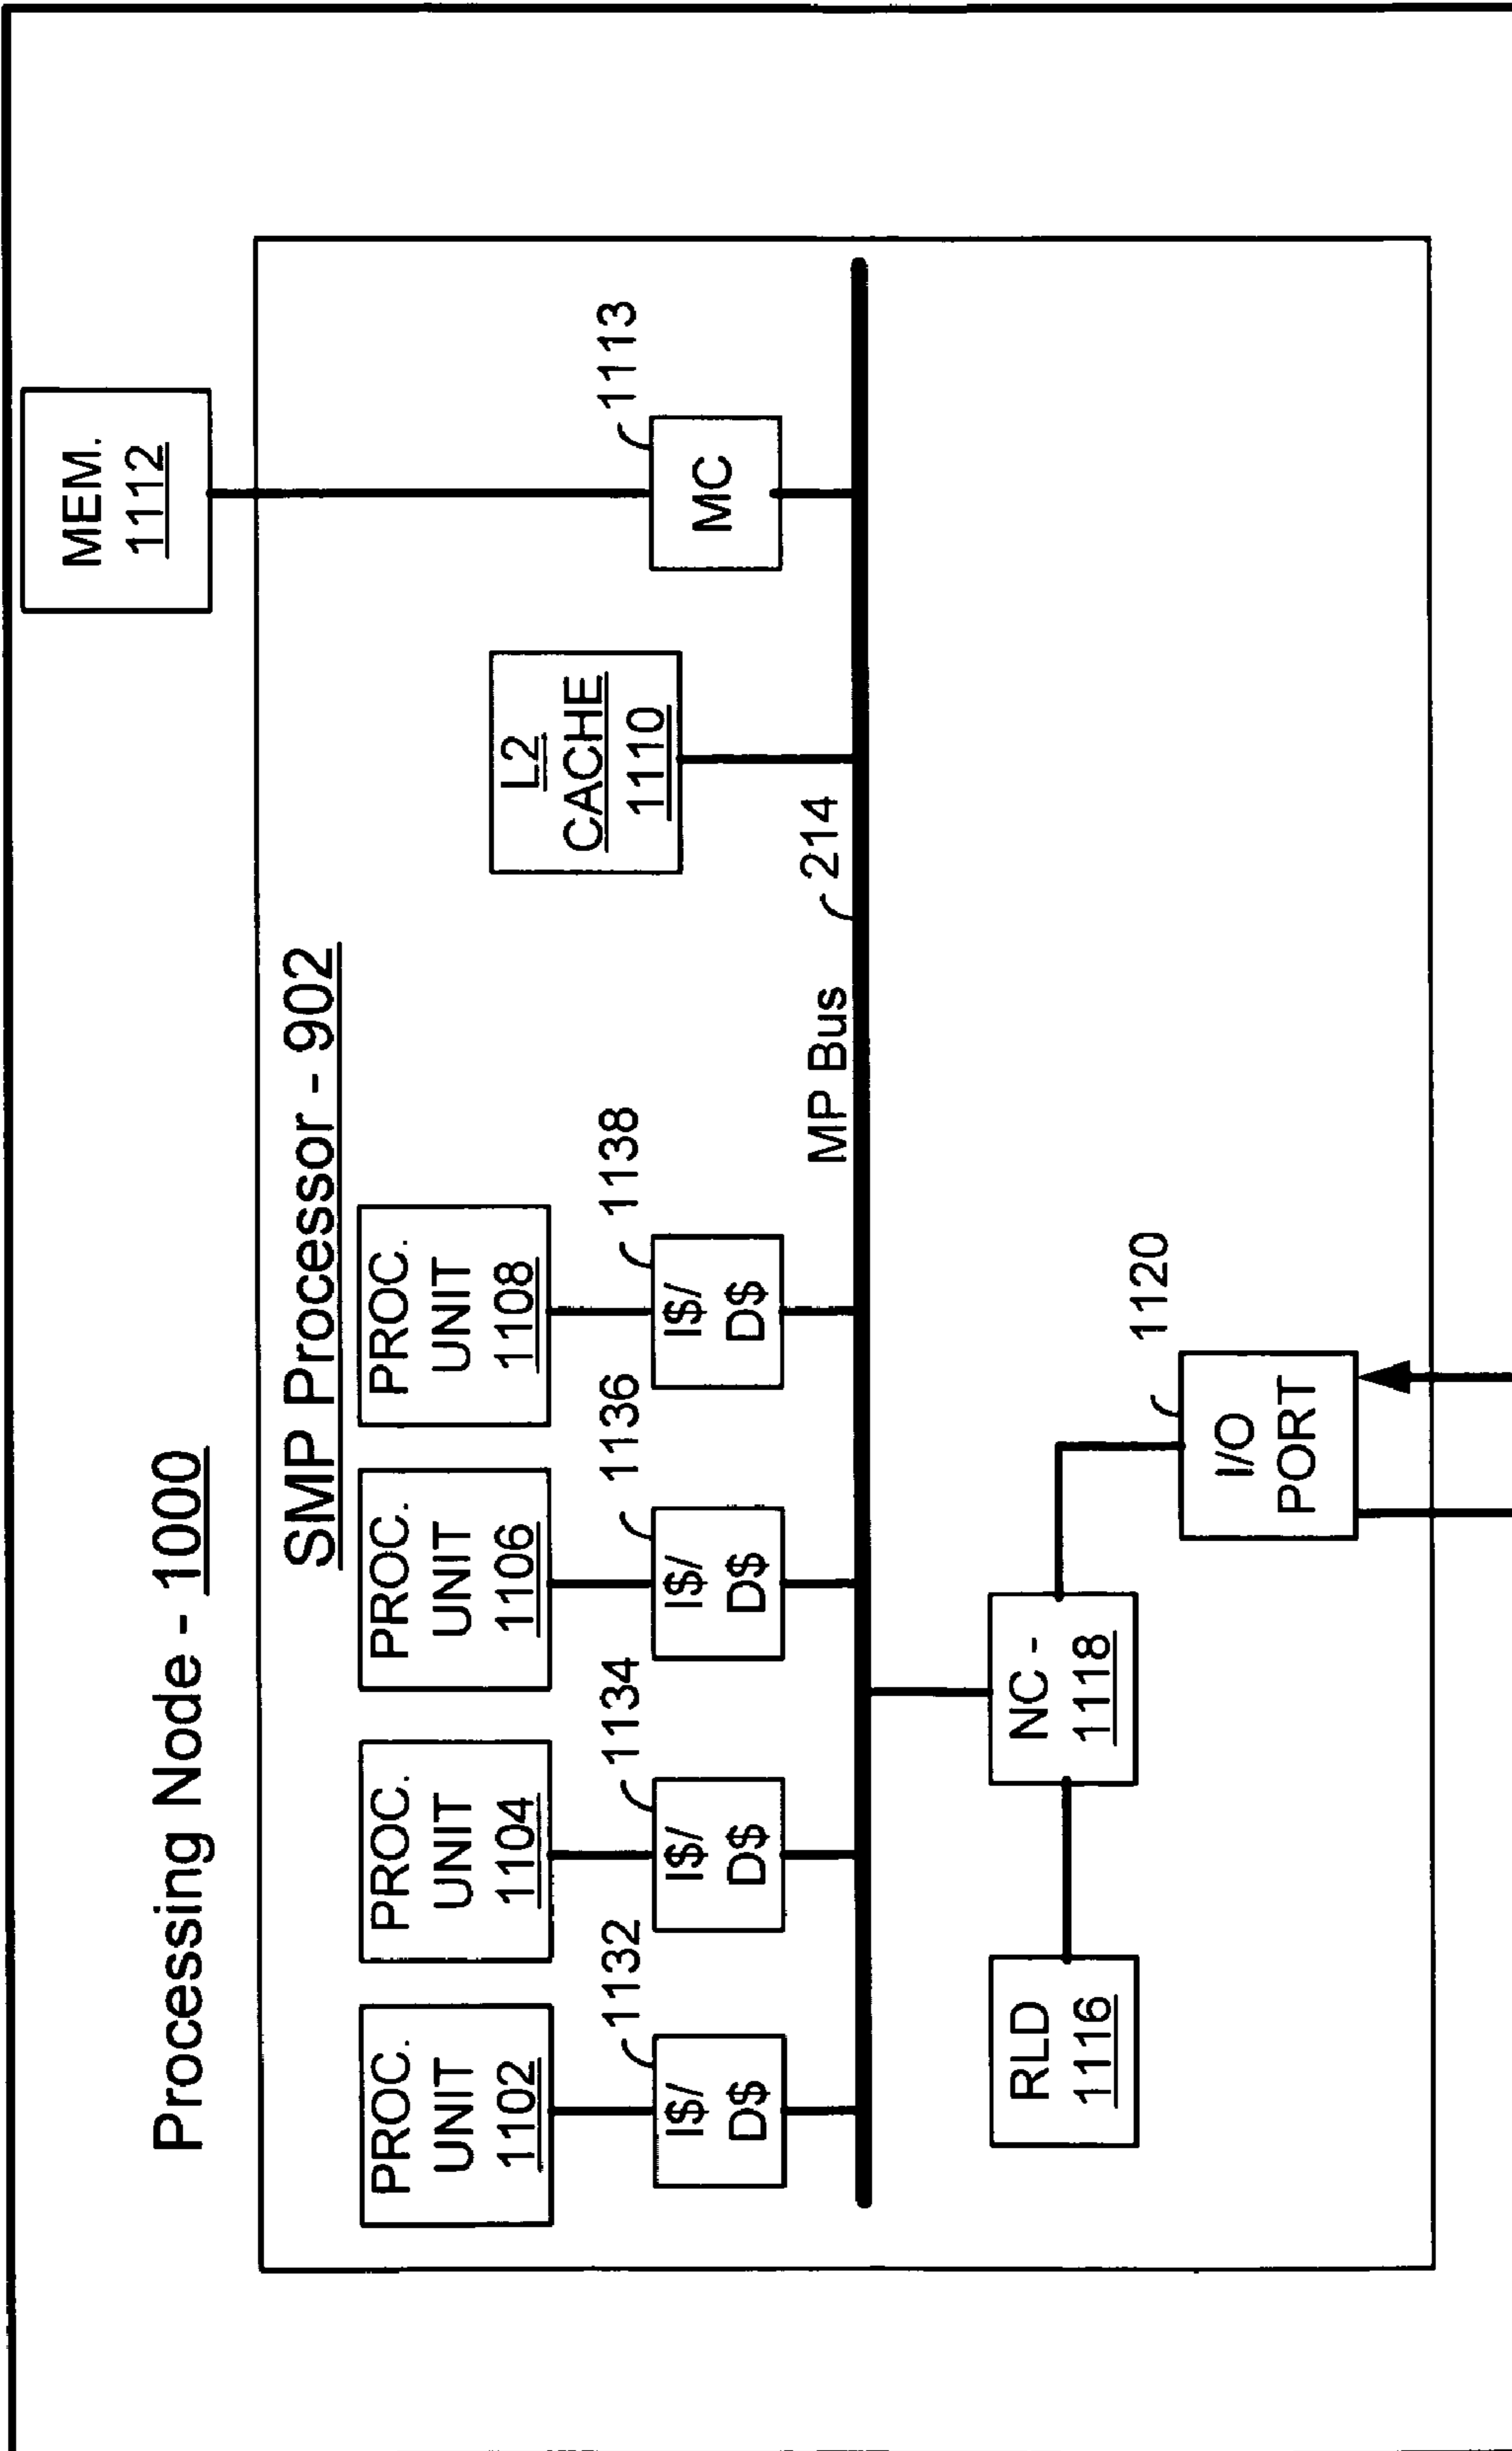 Processing Node - 1000
MEM.
1112
SMP Processor - 902
PROC.
UNIT
1102
PROC.
UNIT
1104
PROC.
UNIT
1106
PROC.
UNIT
1108
L2
CACHE
1110
1132
1134
1136
1138
1113
I$/
D$
I$/
D$
I$/
D$
I$/
D$
MC
MP Bus
214
RLD
1116
NC -
1118
1120
I/O
PORT